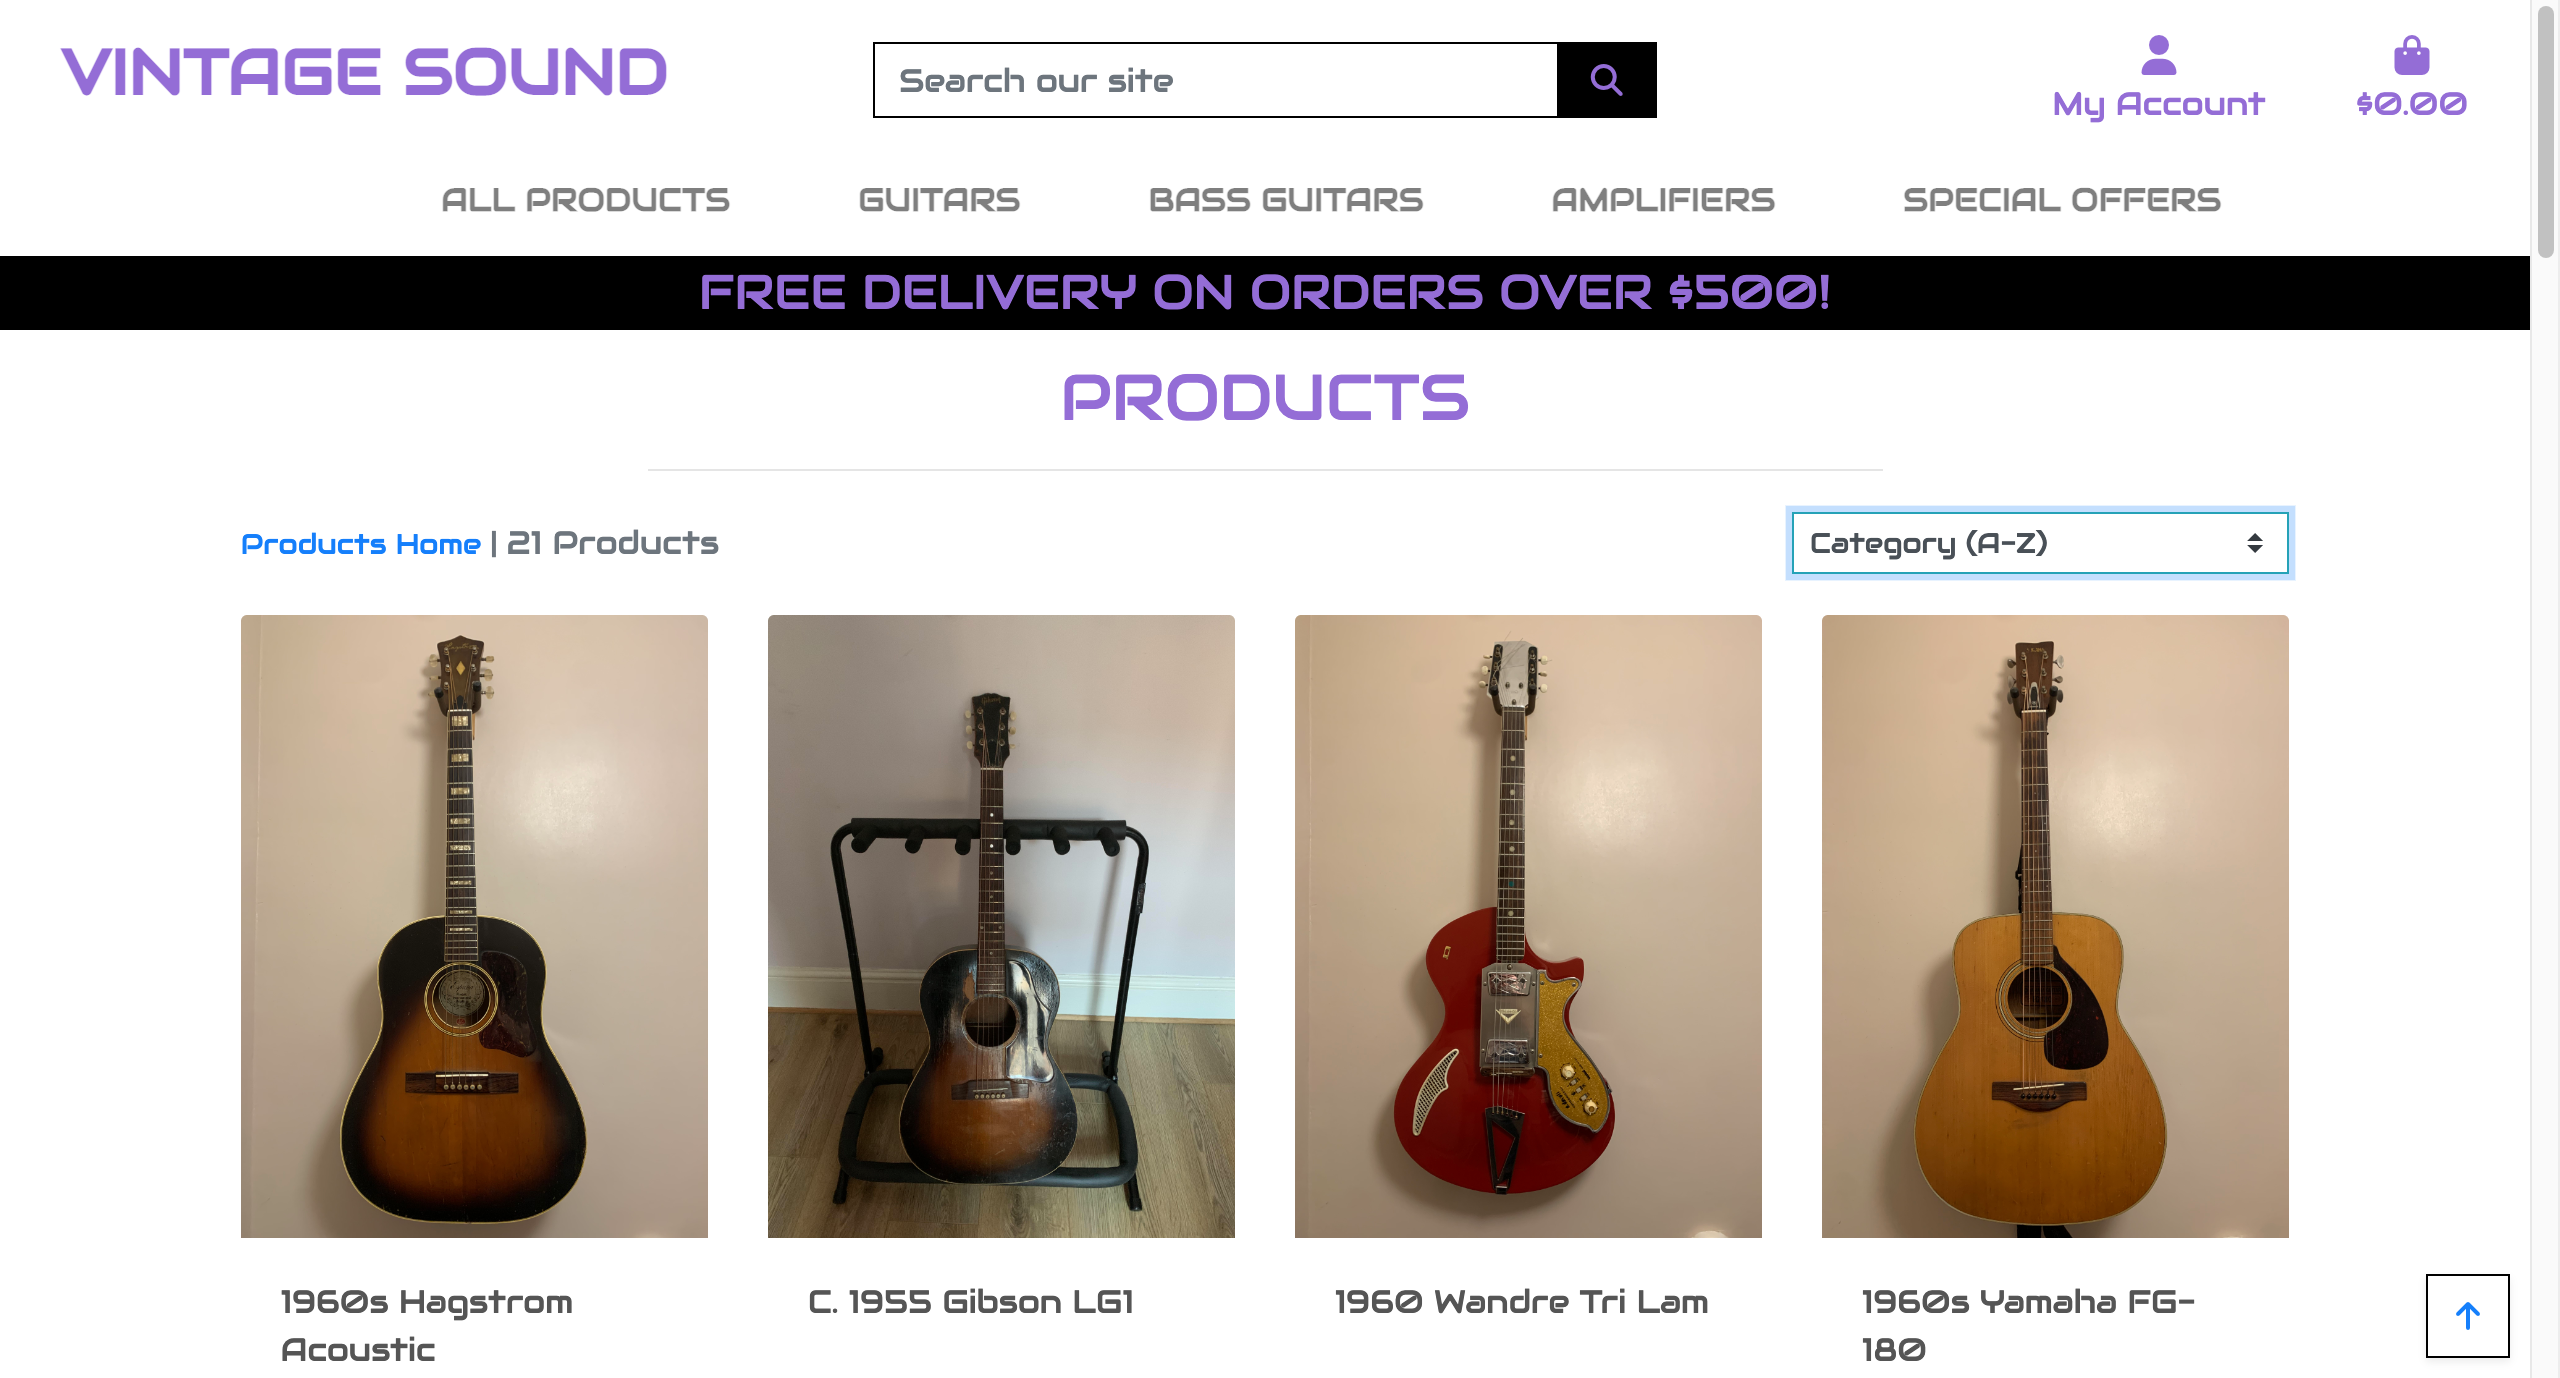 VINTAGE SOUND
Search our site
My Account
$0.00
ALL PRODUCTS
GUITARS
BASS GUITARS
AMPLIFIERS
SPECIAL OFFERS
FREE DELIVERY ON ORDERS OVER $500!
PRODUCTS
Products Home | 21 Products
Category (A-Z)
1960s Hagstrom
Acoustic
C. 1955 Gibson LG1
1960 Wandre Tri Lam
1960s Yamaha FG-
180